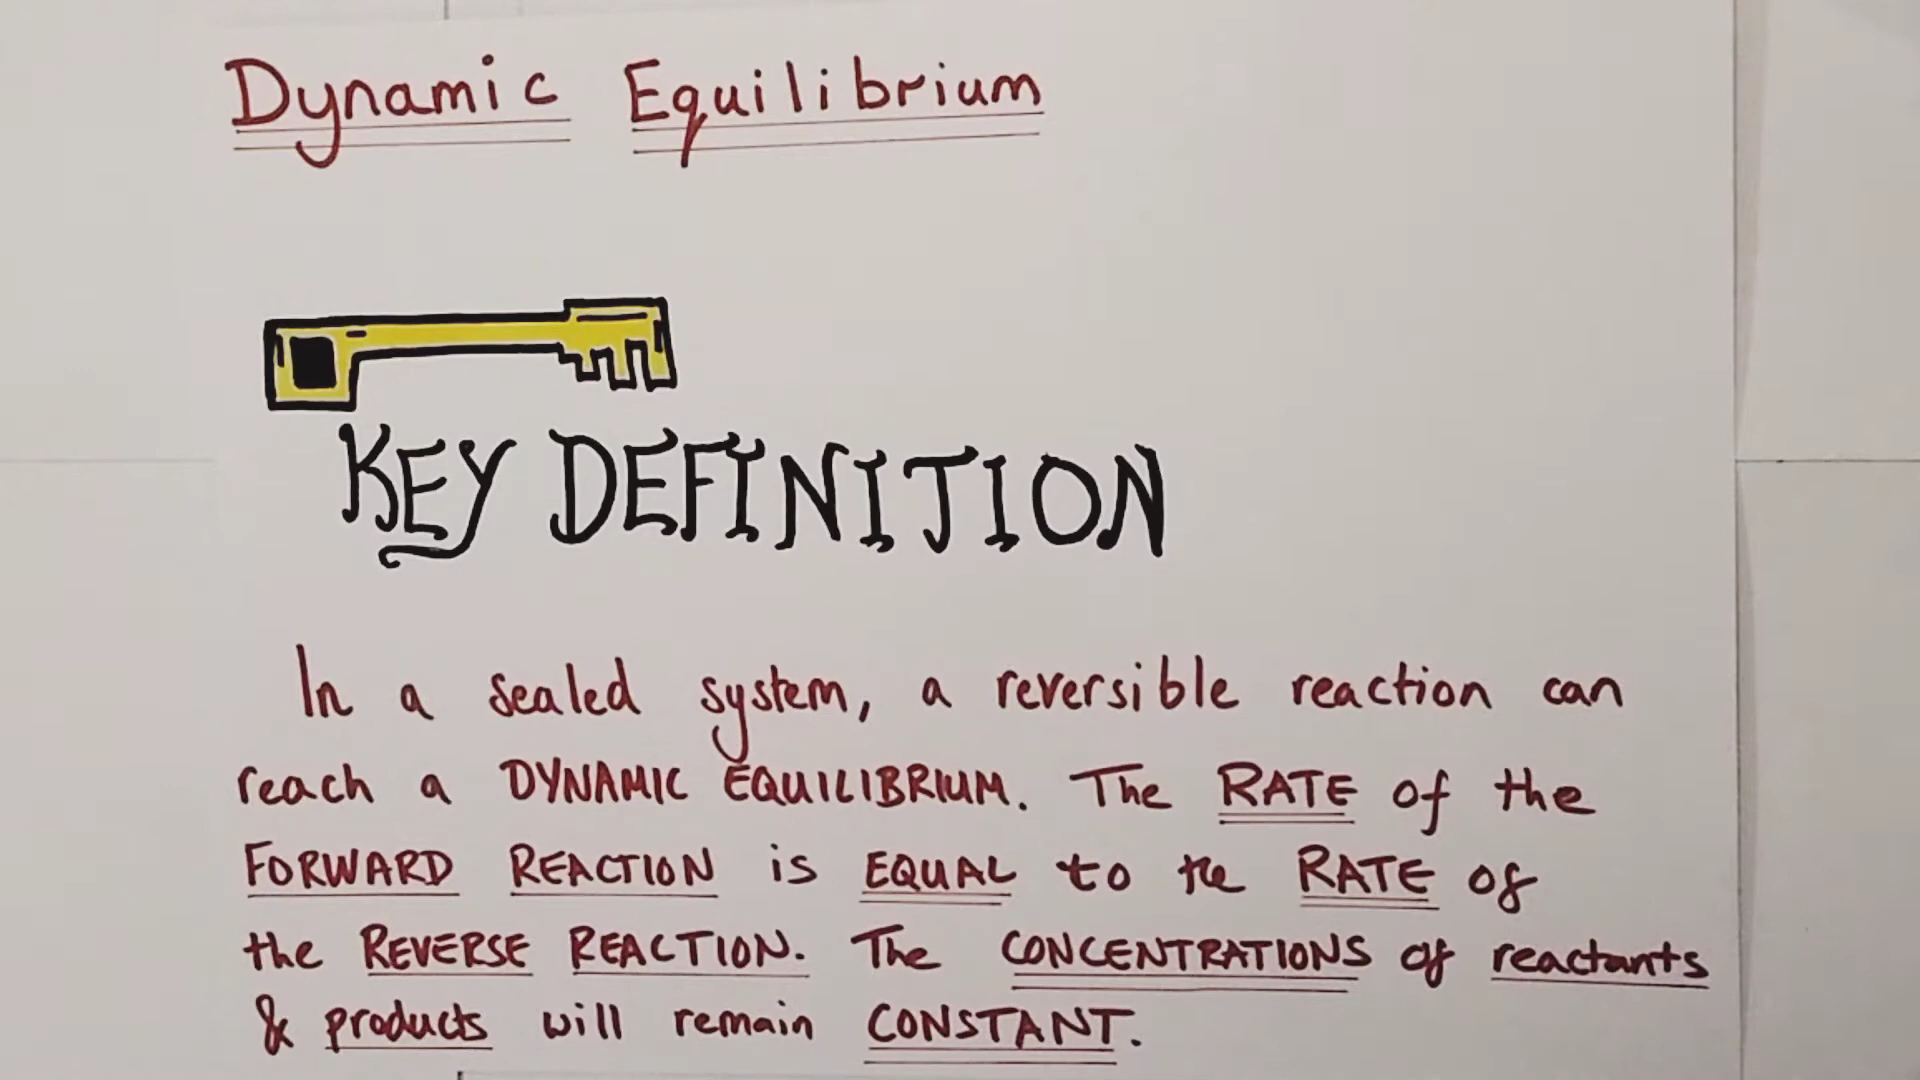 Dynamic Equilibrium
KEY DEFINITION
In a sealed system, a reversible reaction can
reach a DYNAMIC EQUILIBRIUM. The RATE of the
FORWARD REACTION is EQUAL to the RATE of
the REVERSE REACTION. The CONCENTRATIONS of reactants
& products will remain CONSTANT.